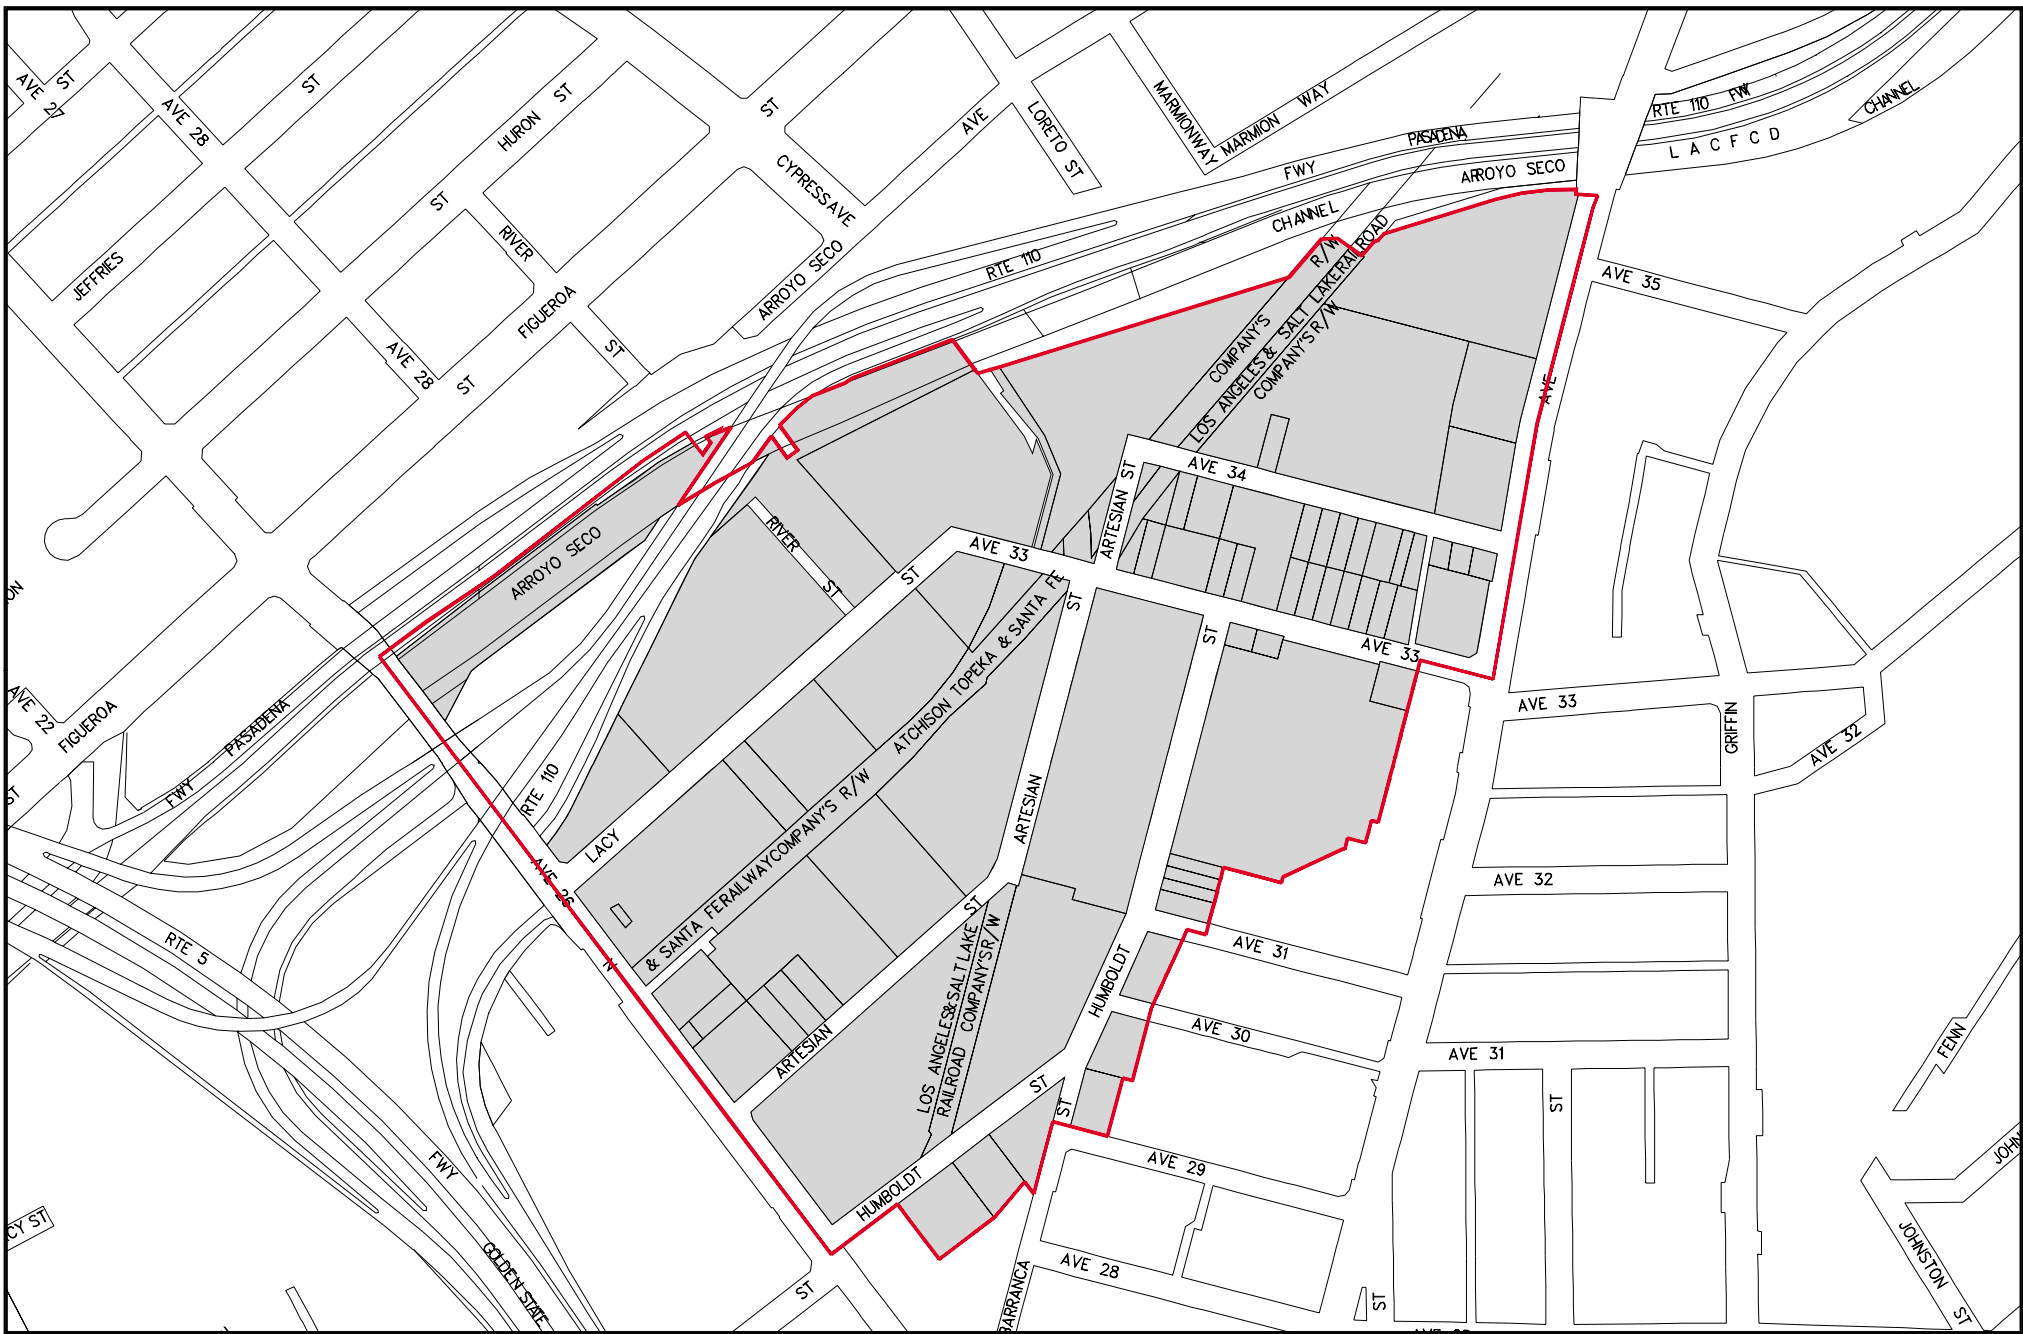 AVE 27
ST
AVE 28
ST
HURON
ST
ST
CYPRESS AVE
AVE
LORETO ST
MARMIONWAY
MARMION
WAY
PASADENA
FWY
RTE 110
FWY
CHANNEL
L A C F C D
ARROYO SECO
CHANNEL
RTE 110
ST
RIVER
ST
JEFFRIES
FIGUEROA
ST
AVE 28
ARROYO SECO
COMPANY'S
R/W
LOS ANGELES & SALT LAKE RAILROAD
COMPANY'S R/W
AVE 35
AVE
AVE 34
ARTESIAN ST
RIVER
ST
ARROYO SECO
ST
AVE 33
ST
ST
AVE 33
AVE 33
ATCHISON TOPEKA & SANTA FE
AVE 22
FIGUEROA
ST
PASADENA
FWY
RTE 110
LACY
& SANTA FE RAILWAY COMPANY'S R/W
ARTESIAN
GRIFFIN
AVE 32
AVE 26
N
AVE 32
ST
RTE 5
LOS ANGELES & SALT LAKE
RAILROAD COMPANY'S R/W
HUMBOLDT
AVE 31
AVE 30
AVE 31
ARTESIAN
FENN
ST
ST
ST
AVE 29
FWY
HUMBOLDT
GOLDEN STATE
CY ST
AVE 28
ST
BARRANCA
ST
JOHN
JOHNSTON
ST